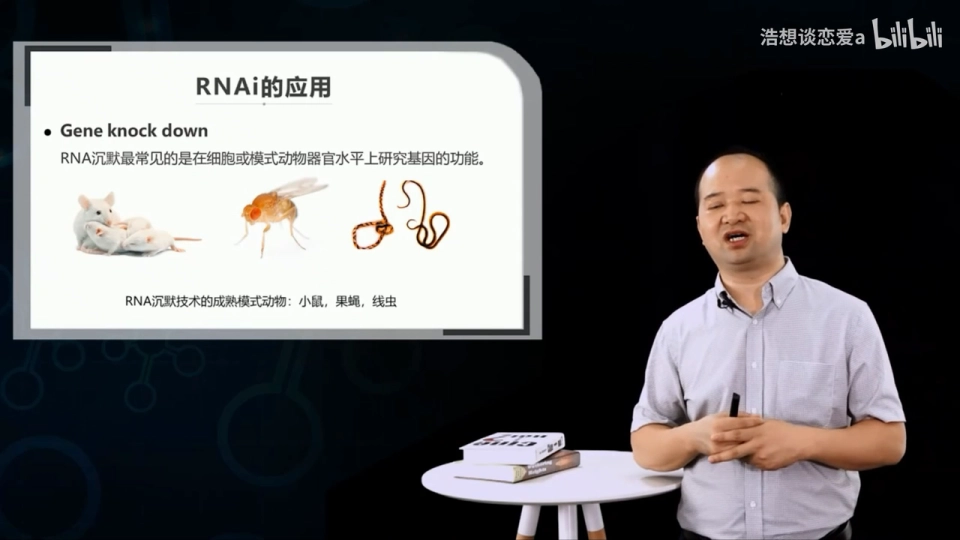 浩想谈恋爱a bilibili
RNAi的应用
Gene knock down
RNA沉默最常见的是在细胞或模式动物器官水平上研究基因的功能。
RNA沉默技术的成熟模式动物：小鼠，果蝇，线虫